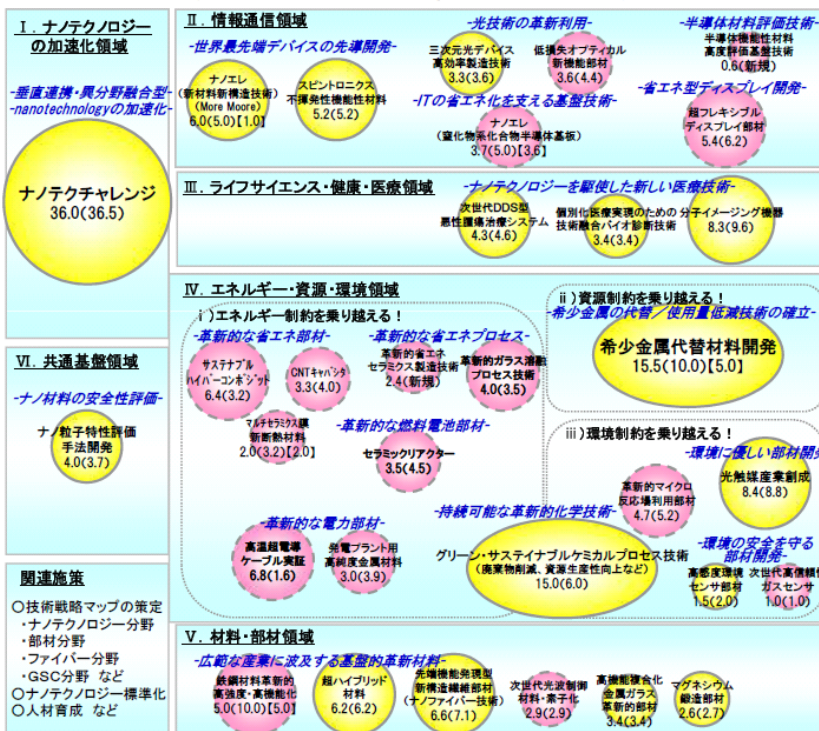 Ⅰ．ナノテクノロジー
の加速化領域
-垂直連携・異分野融合型-
-nanotechnologyの加速化-
ナノテクチャレンジ
36.0(36.5)
Ⅵ．共通基盤領域
-ナノ材料の安全性評価-
ナノ粒子特性評価
手法開発
4.0(3.7)
関連施策
○技術戦略マップの策定
・ナノテクノロジー分野
・部材分野
・ファイバー分野
・GSC分野 など
○ナノテクノロジー標準化
○人材育成 など
Ⅱ．情報通信領域
-世界最先端デバイスの先導開発-
ナノエレ
(新材料新構造技術)
(More Moore)
6.0(5.0)【1.0】
スピントロニクス
不揮発性機能性材料
5.2(5.2)
-光技術の革新利用-
三次元光デバイス
高効率製造技術
3.3(3.6)
低損失オプティカル
新機能部材
3.6(4.4)
-ITの省エネ化を支える基盤技術-
ナノエレ
(窒化物系化合物半導体基板)
3.7(5.0)【3.6】
-半導体材料評価技術-
半導体機能性材料
高度評価基盤技術
0.6(新規)
-省エネ型ディスプレイ開発-
超フレキシブル
ディスプレイ部材
5.4(6.2)
Ⅲ．ライフサイエンス・健康・医療領域
-ナノテクノロジーを駆使した新しい医療技術-
次世代DDS型
悪性腫瘍治療システム
4.3(4.6)
個別化医療実現のための
技術融合バイオ診断技術
3.4(3.4)
分子イメージング機器
8.3(9.6)
Ⅳ．エネルギー・資源・環境領域
ⅰ)エネルギー制約を乗り越える！
-革新的な省エネ部材-
サステナブル
ハイパーコンポジット
6.4(3.2)
CNTキャパシタ
3.3(4.0)
マルチセラミクス膜
新断熱材料
2.0(3.2)【2.0】
-革新的な省エネプロセス-
革新的省エネ
セラミクス製造技術
2.4(新規)
革新的ガラス溶融
プロセス技術
4.0(3.5)
-革新的な燃料電池部材-
セラミックリアクター
3.5(4.5)
-革新的な電力部材-
高温超電導
ケーブル実証
6.8(1.6)
発電プラント用
高純度金属材料
3.0(3.9)
ⅱ)資源制約を乗り越える！
-希少金属の代替／使用量低減技術の確立-
希少金属代替材料開発
15.5(10.0)【5.0】
ⅲ)環境制約を乗り越える！
-環境に優しい部材開発
光触媒産業創成
8.4(8.8)
革新的マイクロ
反応場利用部材
4.7(5.2)
-持続可能な革新的化学技術-
グリーン・サステイナブルケミカルプロセス技術
(廃棄物削減、資源生産性向上など)
15.0(6.0)
-環境の安全を守る
部材開発-
高感度環境
センサ部材
1.5(2.0)
次世代高信頼性
ガスセンサ
1.0(1.0)
Ⅴ．材料・部材領域
-広範な産業に波及する基盤的革新材料-
鉄鋼材料革新的
高強度・高機能化
5.0(10.0)【5.0】
超ハイブリッド
材料
6.2(6.2)
先端機能発現型
新構造繊維部材
(ナノファイバー技術)
6.6(7.1)
次世代光波制御
材料・素子化
2.9(2.9)
高機能複合化
金属ガラス
革新的部材
3.4(3.4)
マグネシウム
鍛造部材
2.6(2.7)